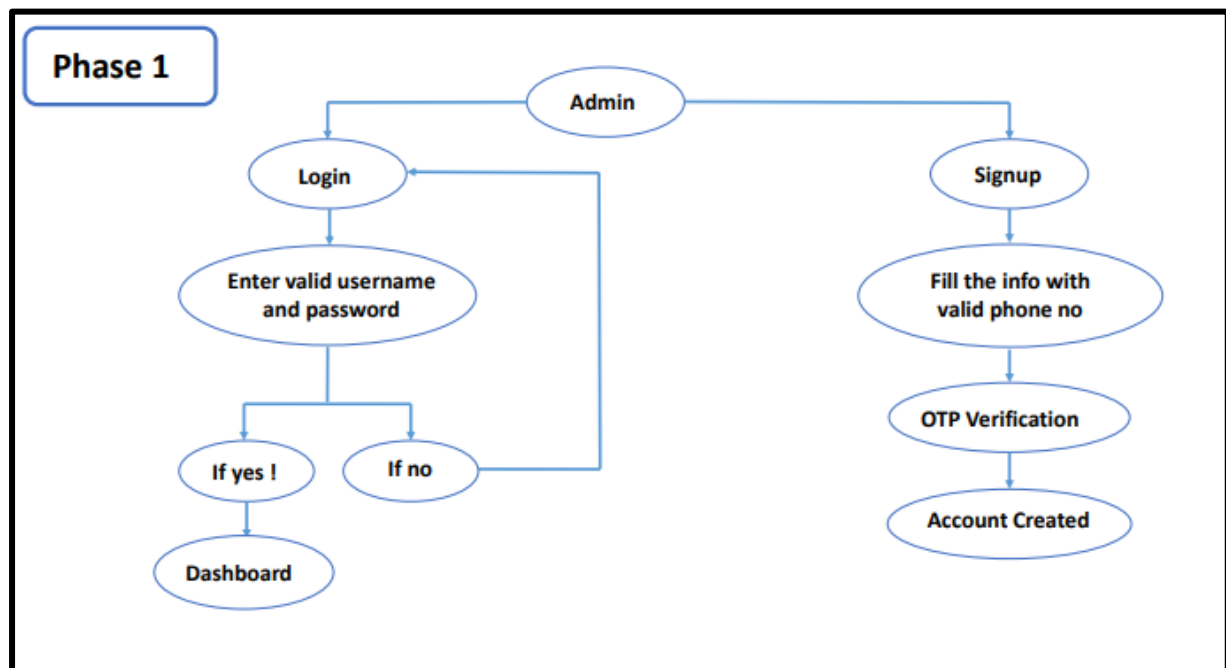 Phase 1
Admin
Login
Signup
Enter valid username
and password
Fill the info with
valid phone no
OTP Verification
If yes !
If no
Account Created
Dashboard